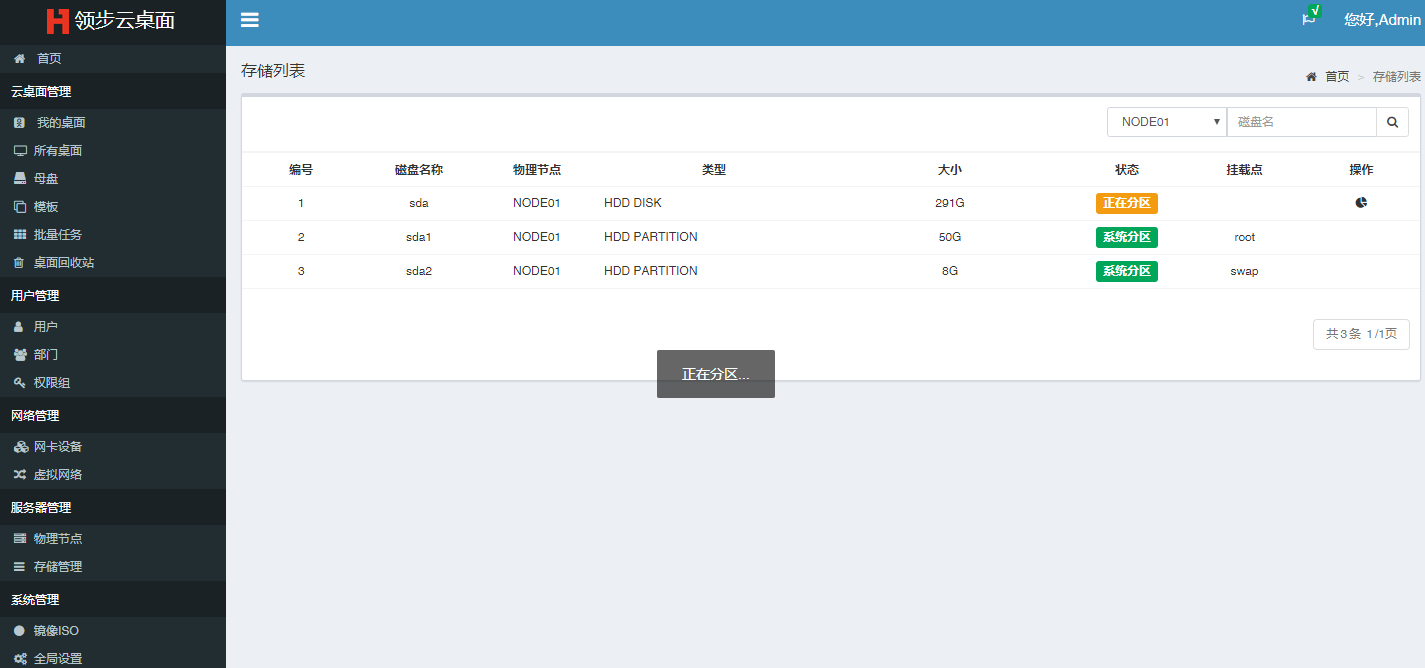 领步云桌面
您好,Admin
首页
云桌面管理
我的桌面
所有桌面
母盘
模板
批量任务
桌面回收站
用户管理
用户
部门
权限组
网络管理
网卡设备
虚拟网络
服务器管理
物理节点
存储管理
系统管理
镜像ISO
全局设置
存储列表
首页 > 存储列表
NODE01 磁盘名
编号 磁盘名称 物理节点 类型 大小 状态 挂载点 操作
1 sda NODE01 HDD DISK 291G 正在分区
2 sda1 NODE01 HDD PARTITION 50G 系统分区 root
3 sda2 NODE01 HDD PARTITION 8G 系统分区 swap
共3条 1/1页
正在分区...